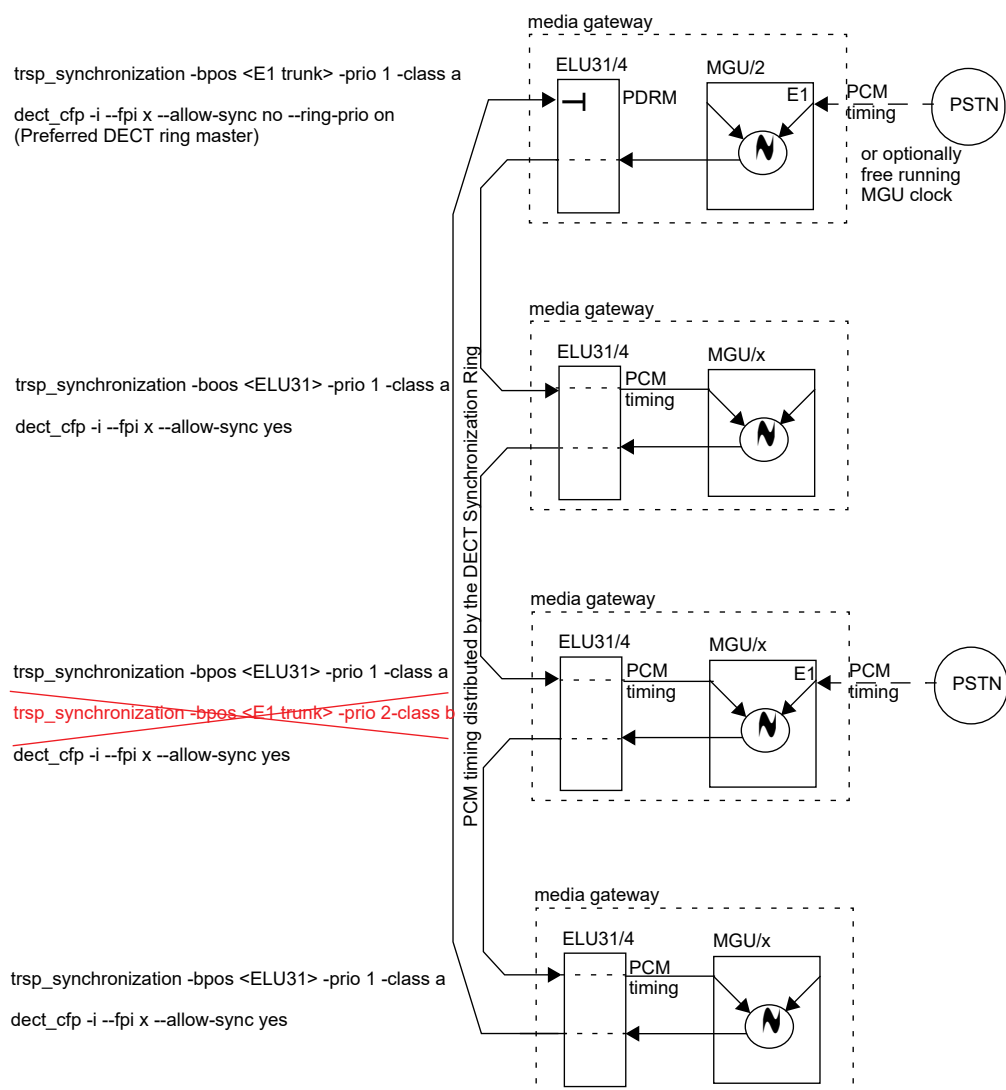 media gateway
trsp_synchronization -bpos <E1 trunk> -prio 1 -class a
dect_cfp -i --fpi x --allow-sync no --ring-prio on
(Preferred DECT ring master)
ELU31/4
PDRM
MGU/2
E1
PCM
timing
PSTN
or optionally
free running
MGU clock
media gateway
trsp_synchronization -boos <ELU31> -prio 1 -class a
dect_cfp -i --fpi x --allow-sync yes
ELU31/4
PCM
timing
MGU/x
PCM timing distributed by the DECT Synchronization Ring
media gateway
trsp_synchronization -bpos <ELU31> -prio 1 -class a
trsp_synchronization -bpos <E1 trunk> -prio 2-class b
dect_cfp -i --fpi x --allow-sync yes
ELU31/4
PCM
timing
MGU/x
E1
PCM
timing
PSTN
media gateway
trsp_synchronization -bpos <ELU31> -prio 1 -class a
dect_cfp -i --fpi x --allow-sync yes
ELU31/4
PCM
timing
MGU/x